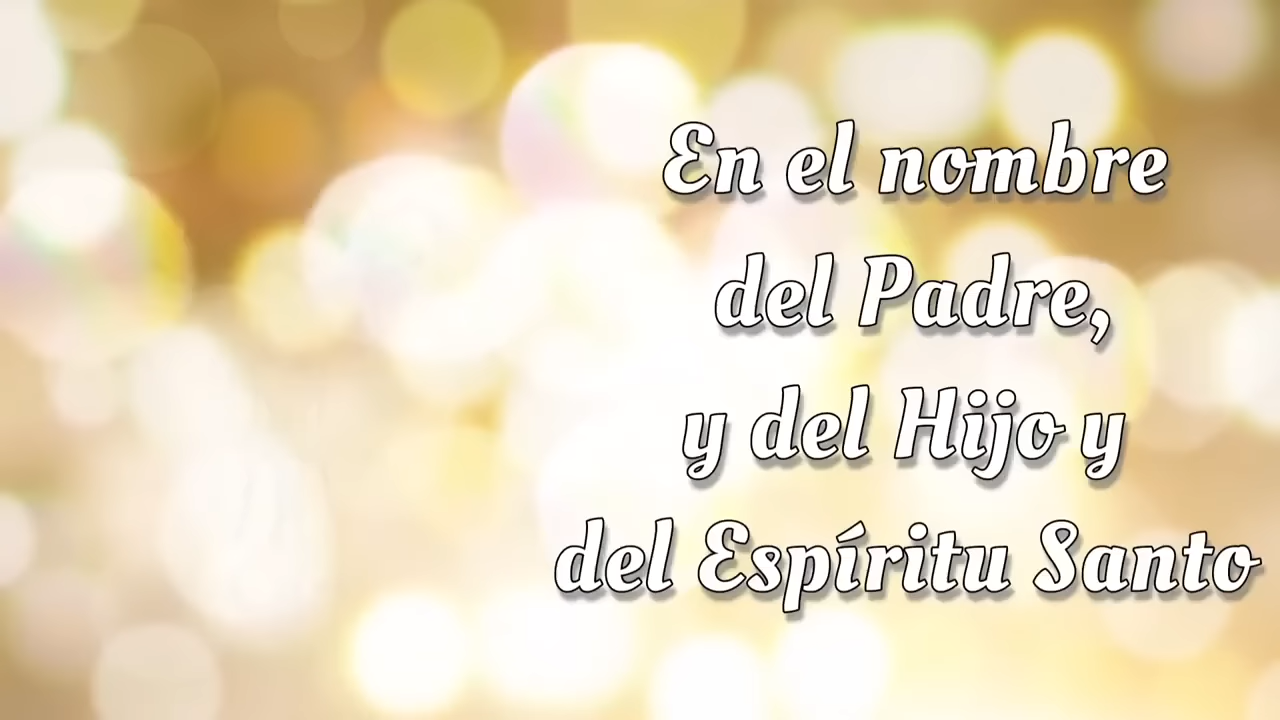 En el nombre
del Padre,
y del Hijo y
del Espíritu Santo